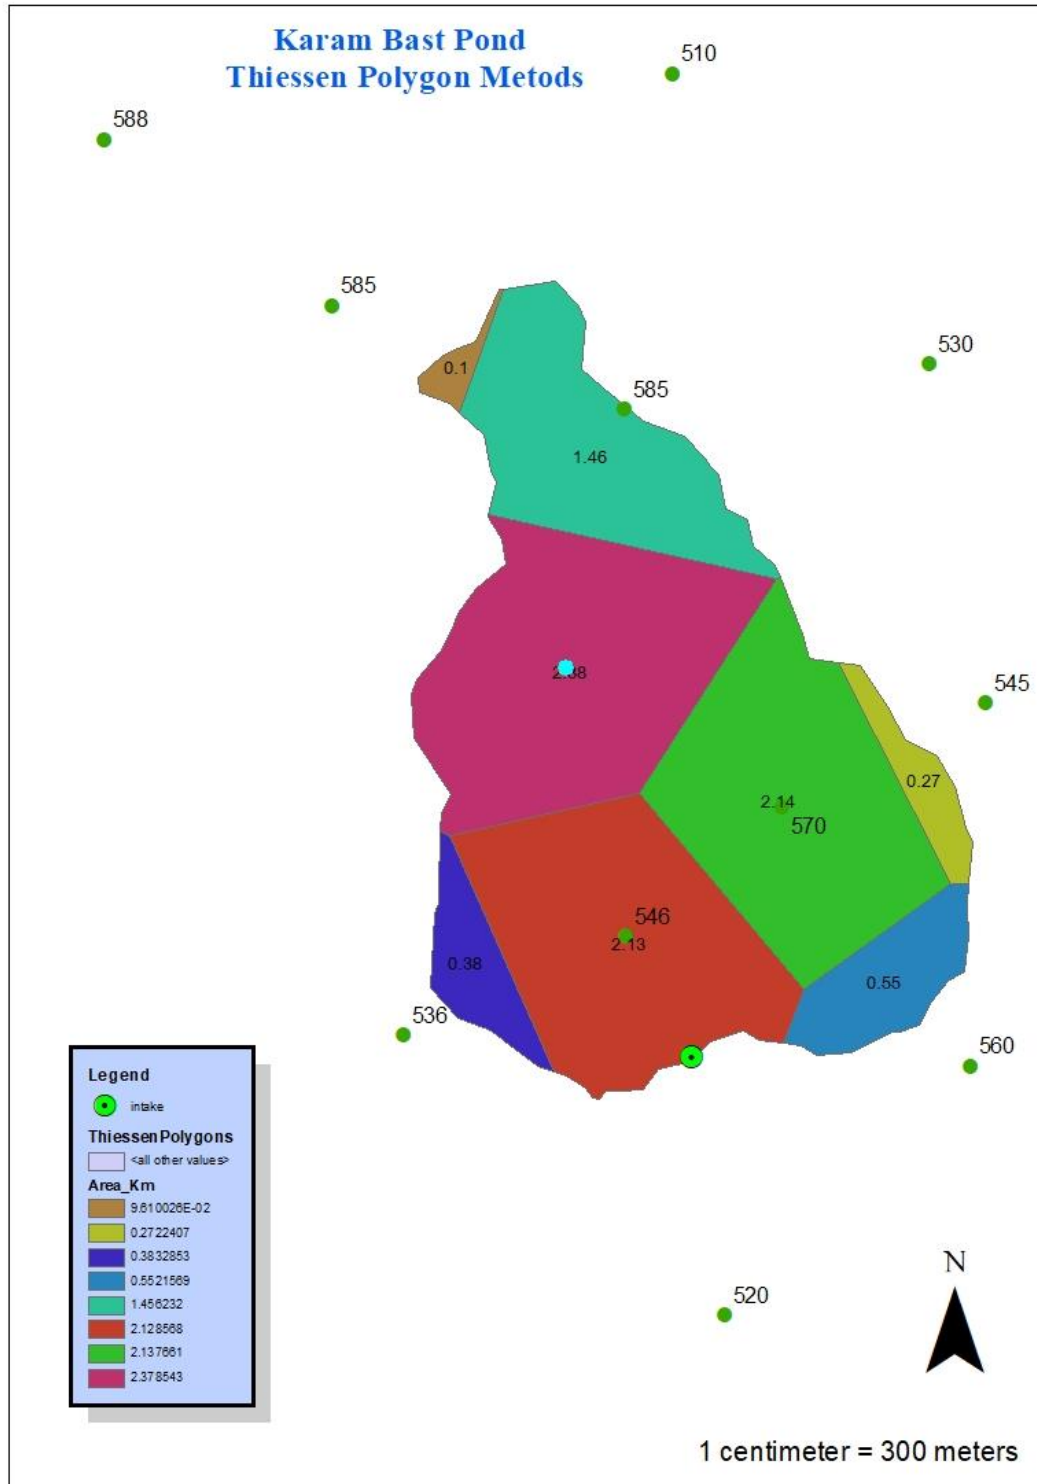 Karam Bast Pond
Thiessen Polygon Metods
510
588
585
530
0.1
585
1.46
2.38
545
0.27
2.14
570
546
2.13
0.38
0.55
536
560
Legend
intake
ThiessenPolygons
<all other values>
Area_Km
9.610026E-02
0.2722407
0.3832853
0.5521569
1.456232
2.128568
2.137661
2.378543
520
N
1 centimeter = 300 meters